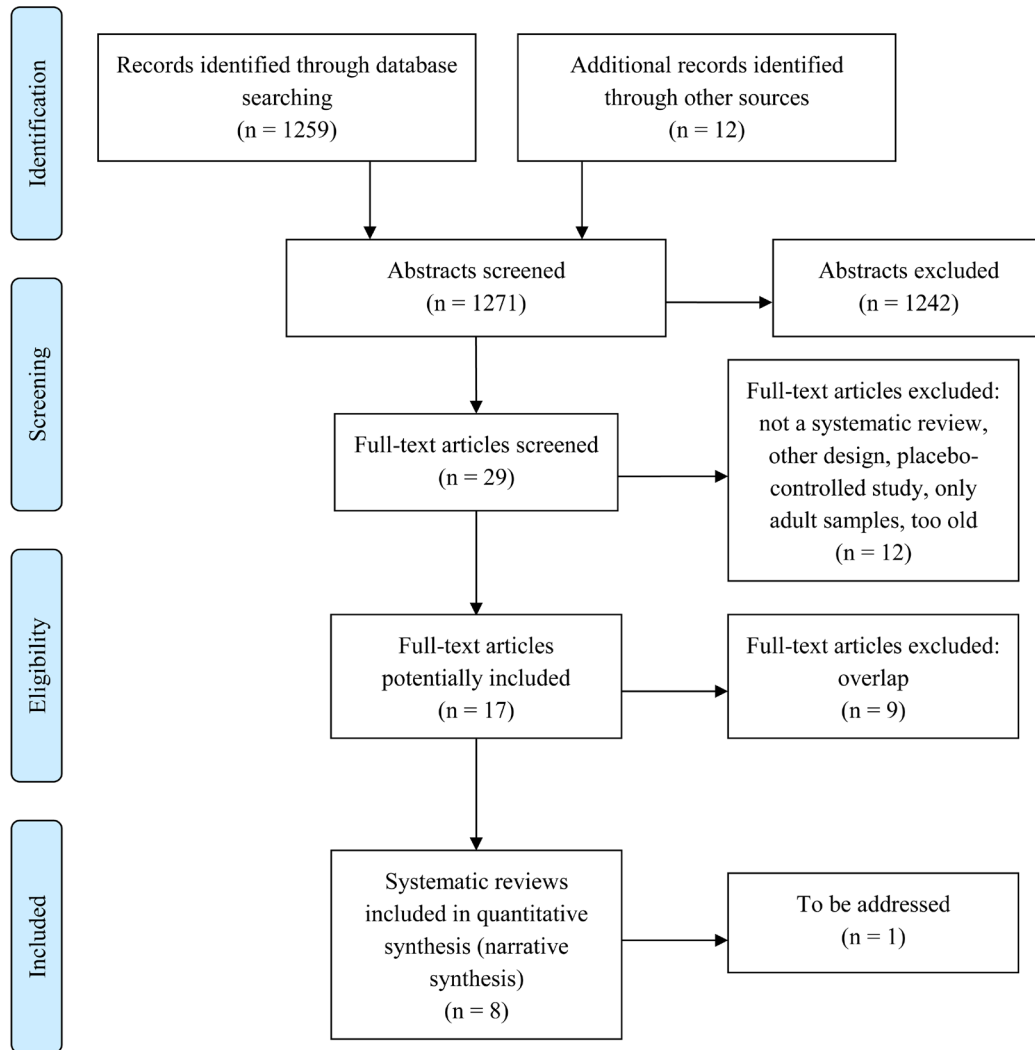 Identification
Records identified through database
searching
(n = 1259)
Additional records identified
through other sources
(n = 12)
Screening
Abstracts screened
(n = 1271)
Abstracts excluded
(n = 1242)
Full-text articles screened
(n = 29)
Full-text articles excluded:
not a systematic review,
other design, placebo-
controlled study, only
adult samples, too old
(n = 12)
Eligibility
Full-text articles
potentially included
(n = 17)
Full-text articles excluded:
overlap
(n = 9)
Included
Systematic reviews
included in quantitative
synthesis (narrative
synthesis)
(n = 8)
To be addressed
(n = 1)